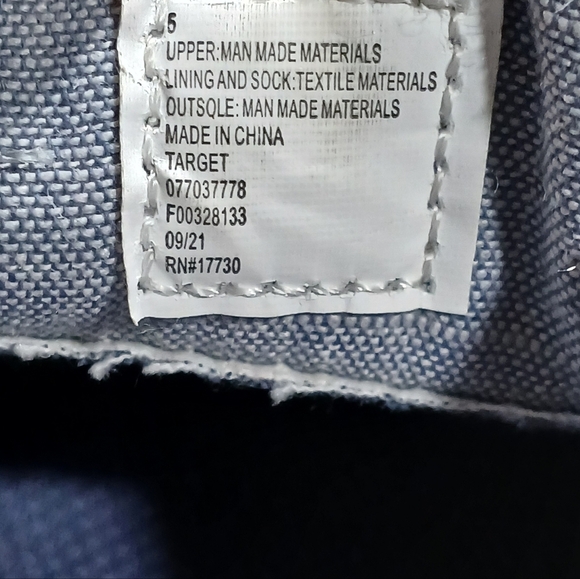 5
UPPER:MAN MADE MATERIALS
LINING AND SOCK:TEXTILE MATERIALS
OUTSQLE: MAN MADE MATERIALS
MADE IN CHINA
TARGET
077037778
F00328133
09/21
RN#17730